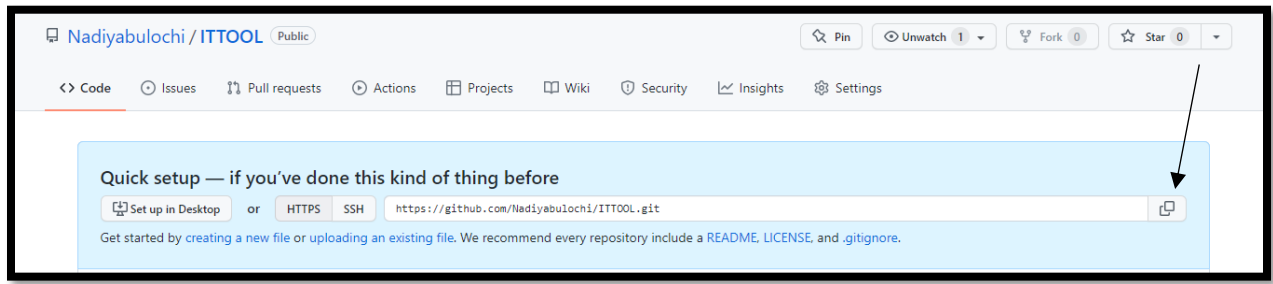 Nadiyabulochi / ITTOOL Public Pin Unwatch 1 Fork 0 Star 0
<> Code Issues Pull requests Actions Projects Wiki Security Insights Settings
Quick setup — if you've done this kind of thing before
Set up in Desktop or HTTPS SSH https://github.com/Nadiyabulochi/ITTOOL.git
Get started by creating a new file or uploading an existing file. We recommend every repository include a README, LICENSE, and .gitignore.